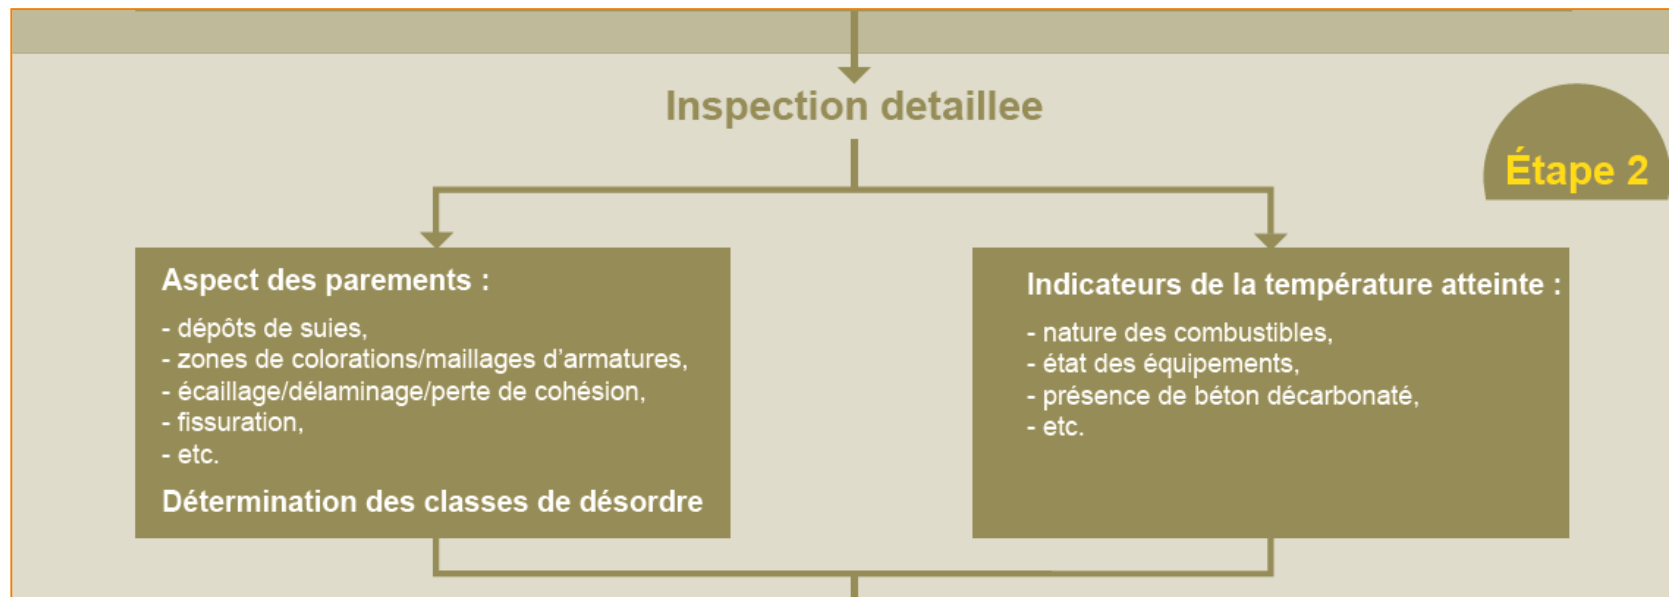 Inspection detaillee
Étape 2
Aspect des parements :
- dépôts de suies,
- zones de colorations/maillages d’armatures,
- écaillage/délaminage/perte de cohésion,
- fissuration,
- etc.
Détermination des classes de désordre
Indicateurs de la température atteinte :
- nature des combustibles,
- état des équipements,
- présence de béton décarbonaté,
- etc.